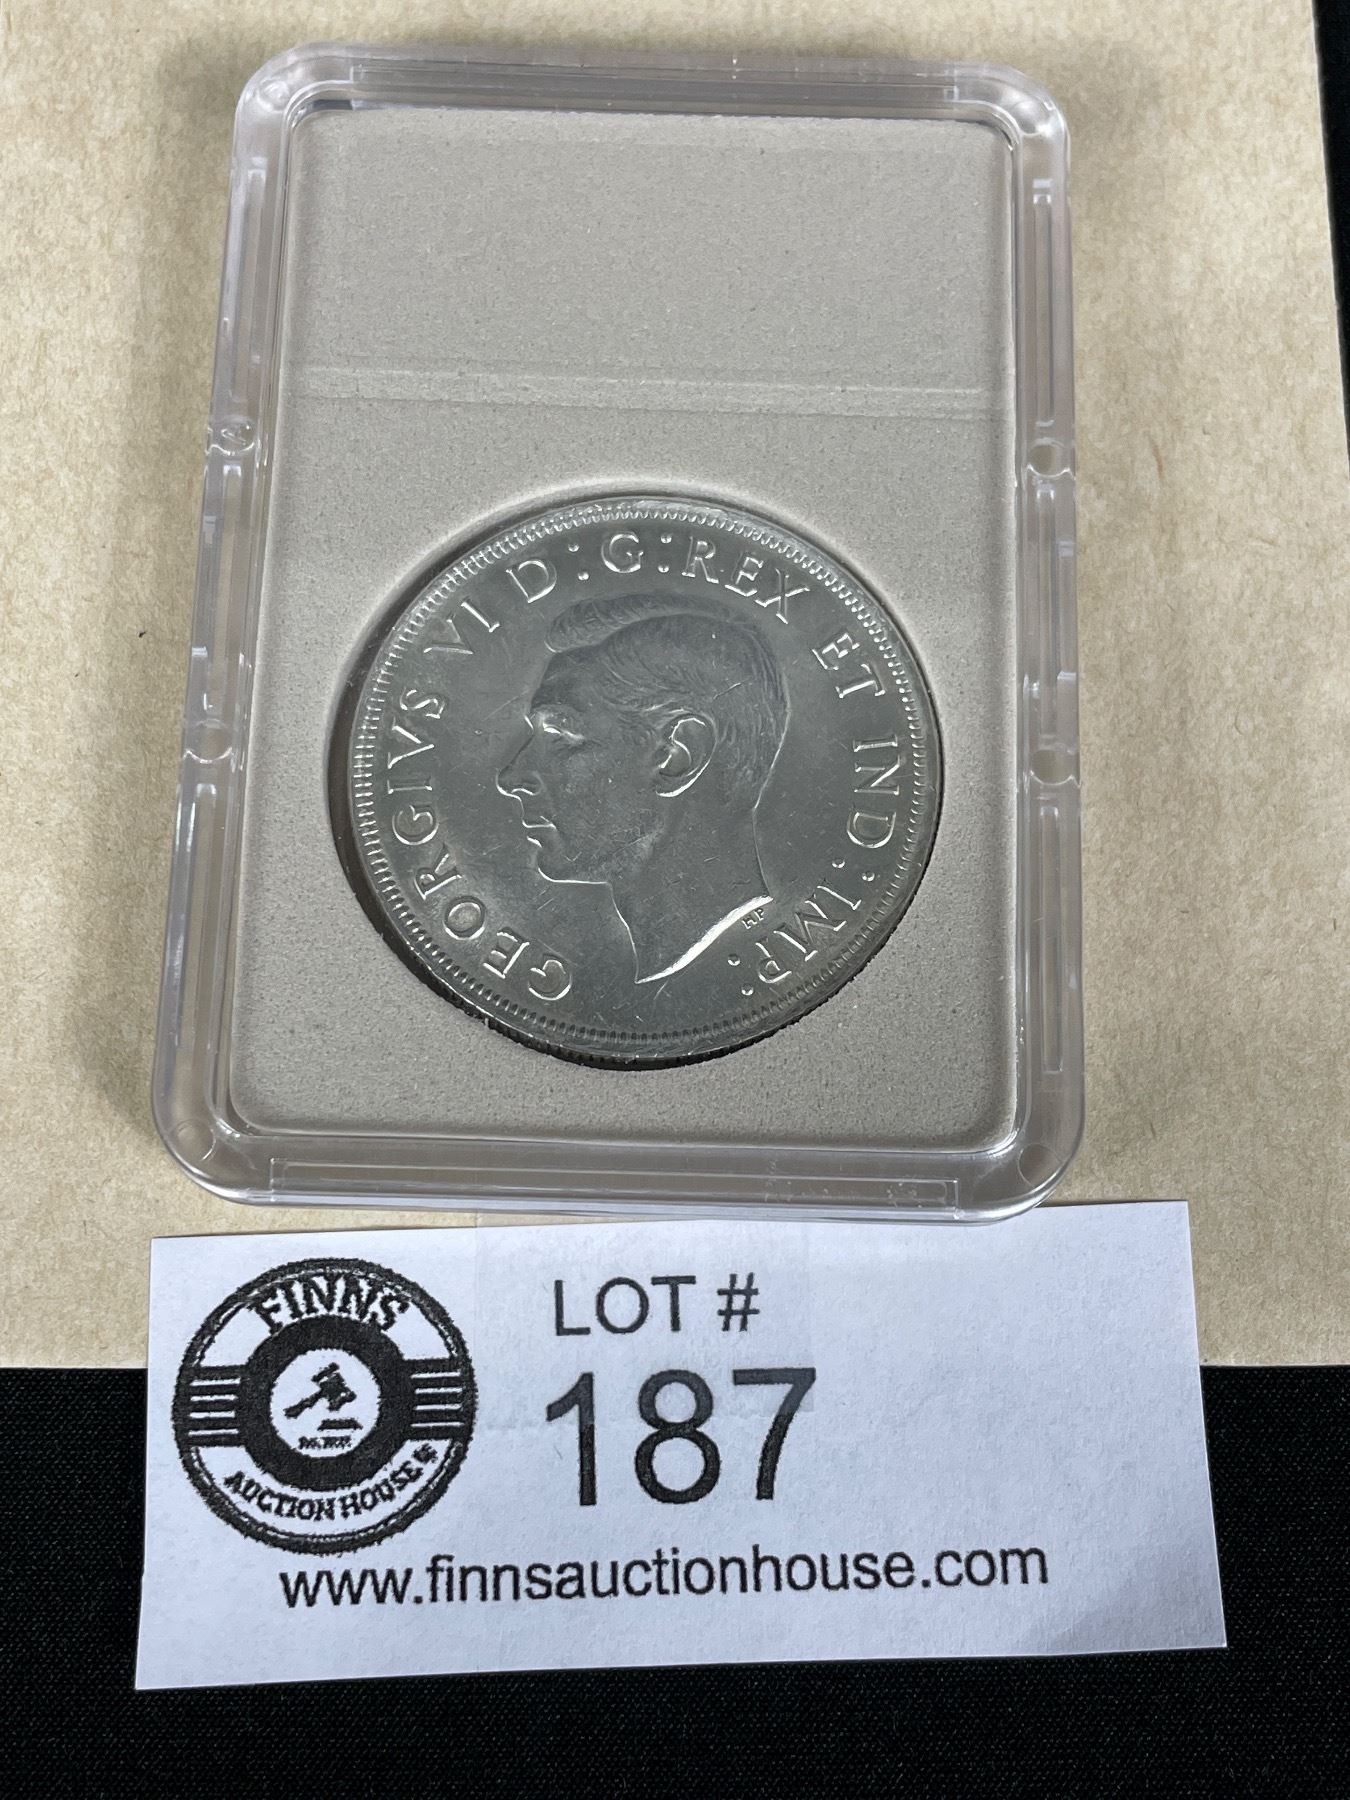 GEORGIVS VI D:G:REX ET IND:IMP:
HP
FINNS
AUCTION HOUSE
LOT #
187
www.finnsauctionhouse.com